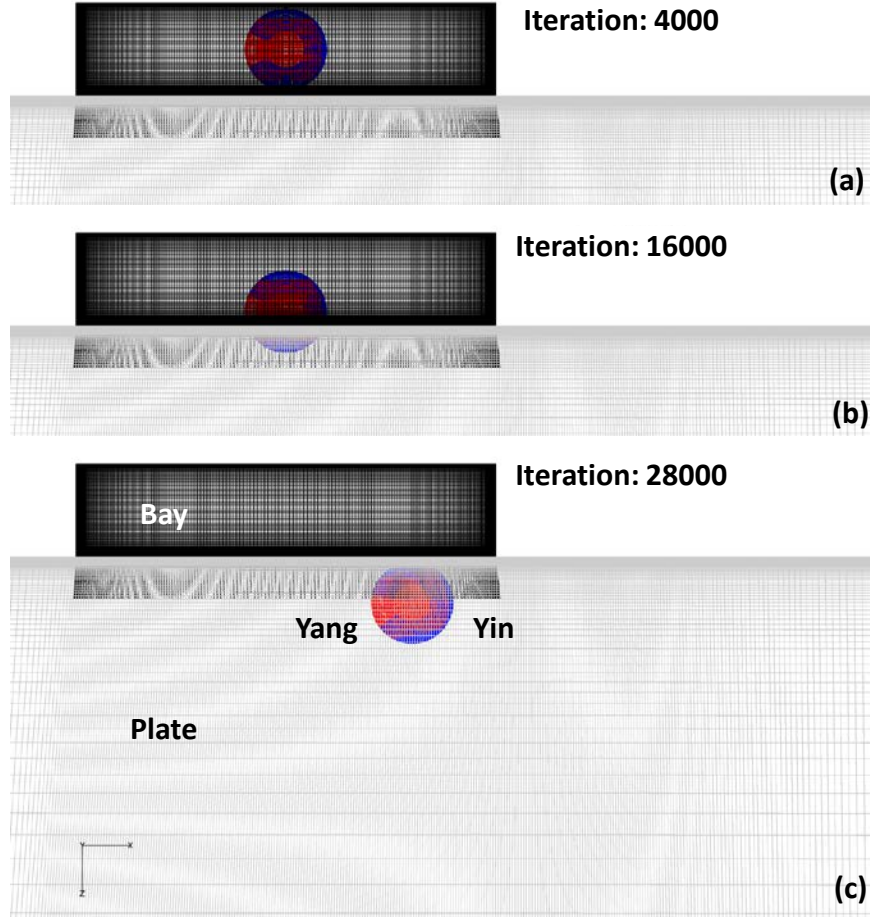 Iteration: 4000
(a)
Iteration: 16000
(b)
Iteration: 28000
Bay
Yang Yin
Plate
Y X
Z
(c)